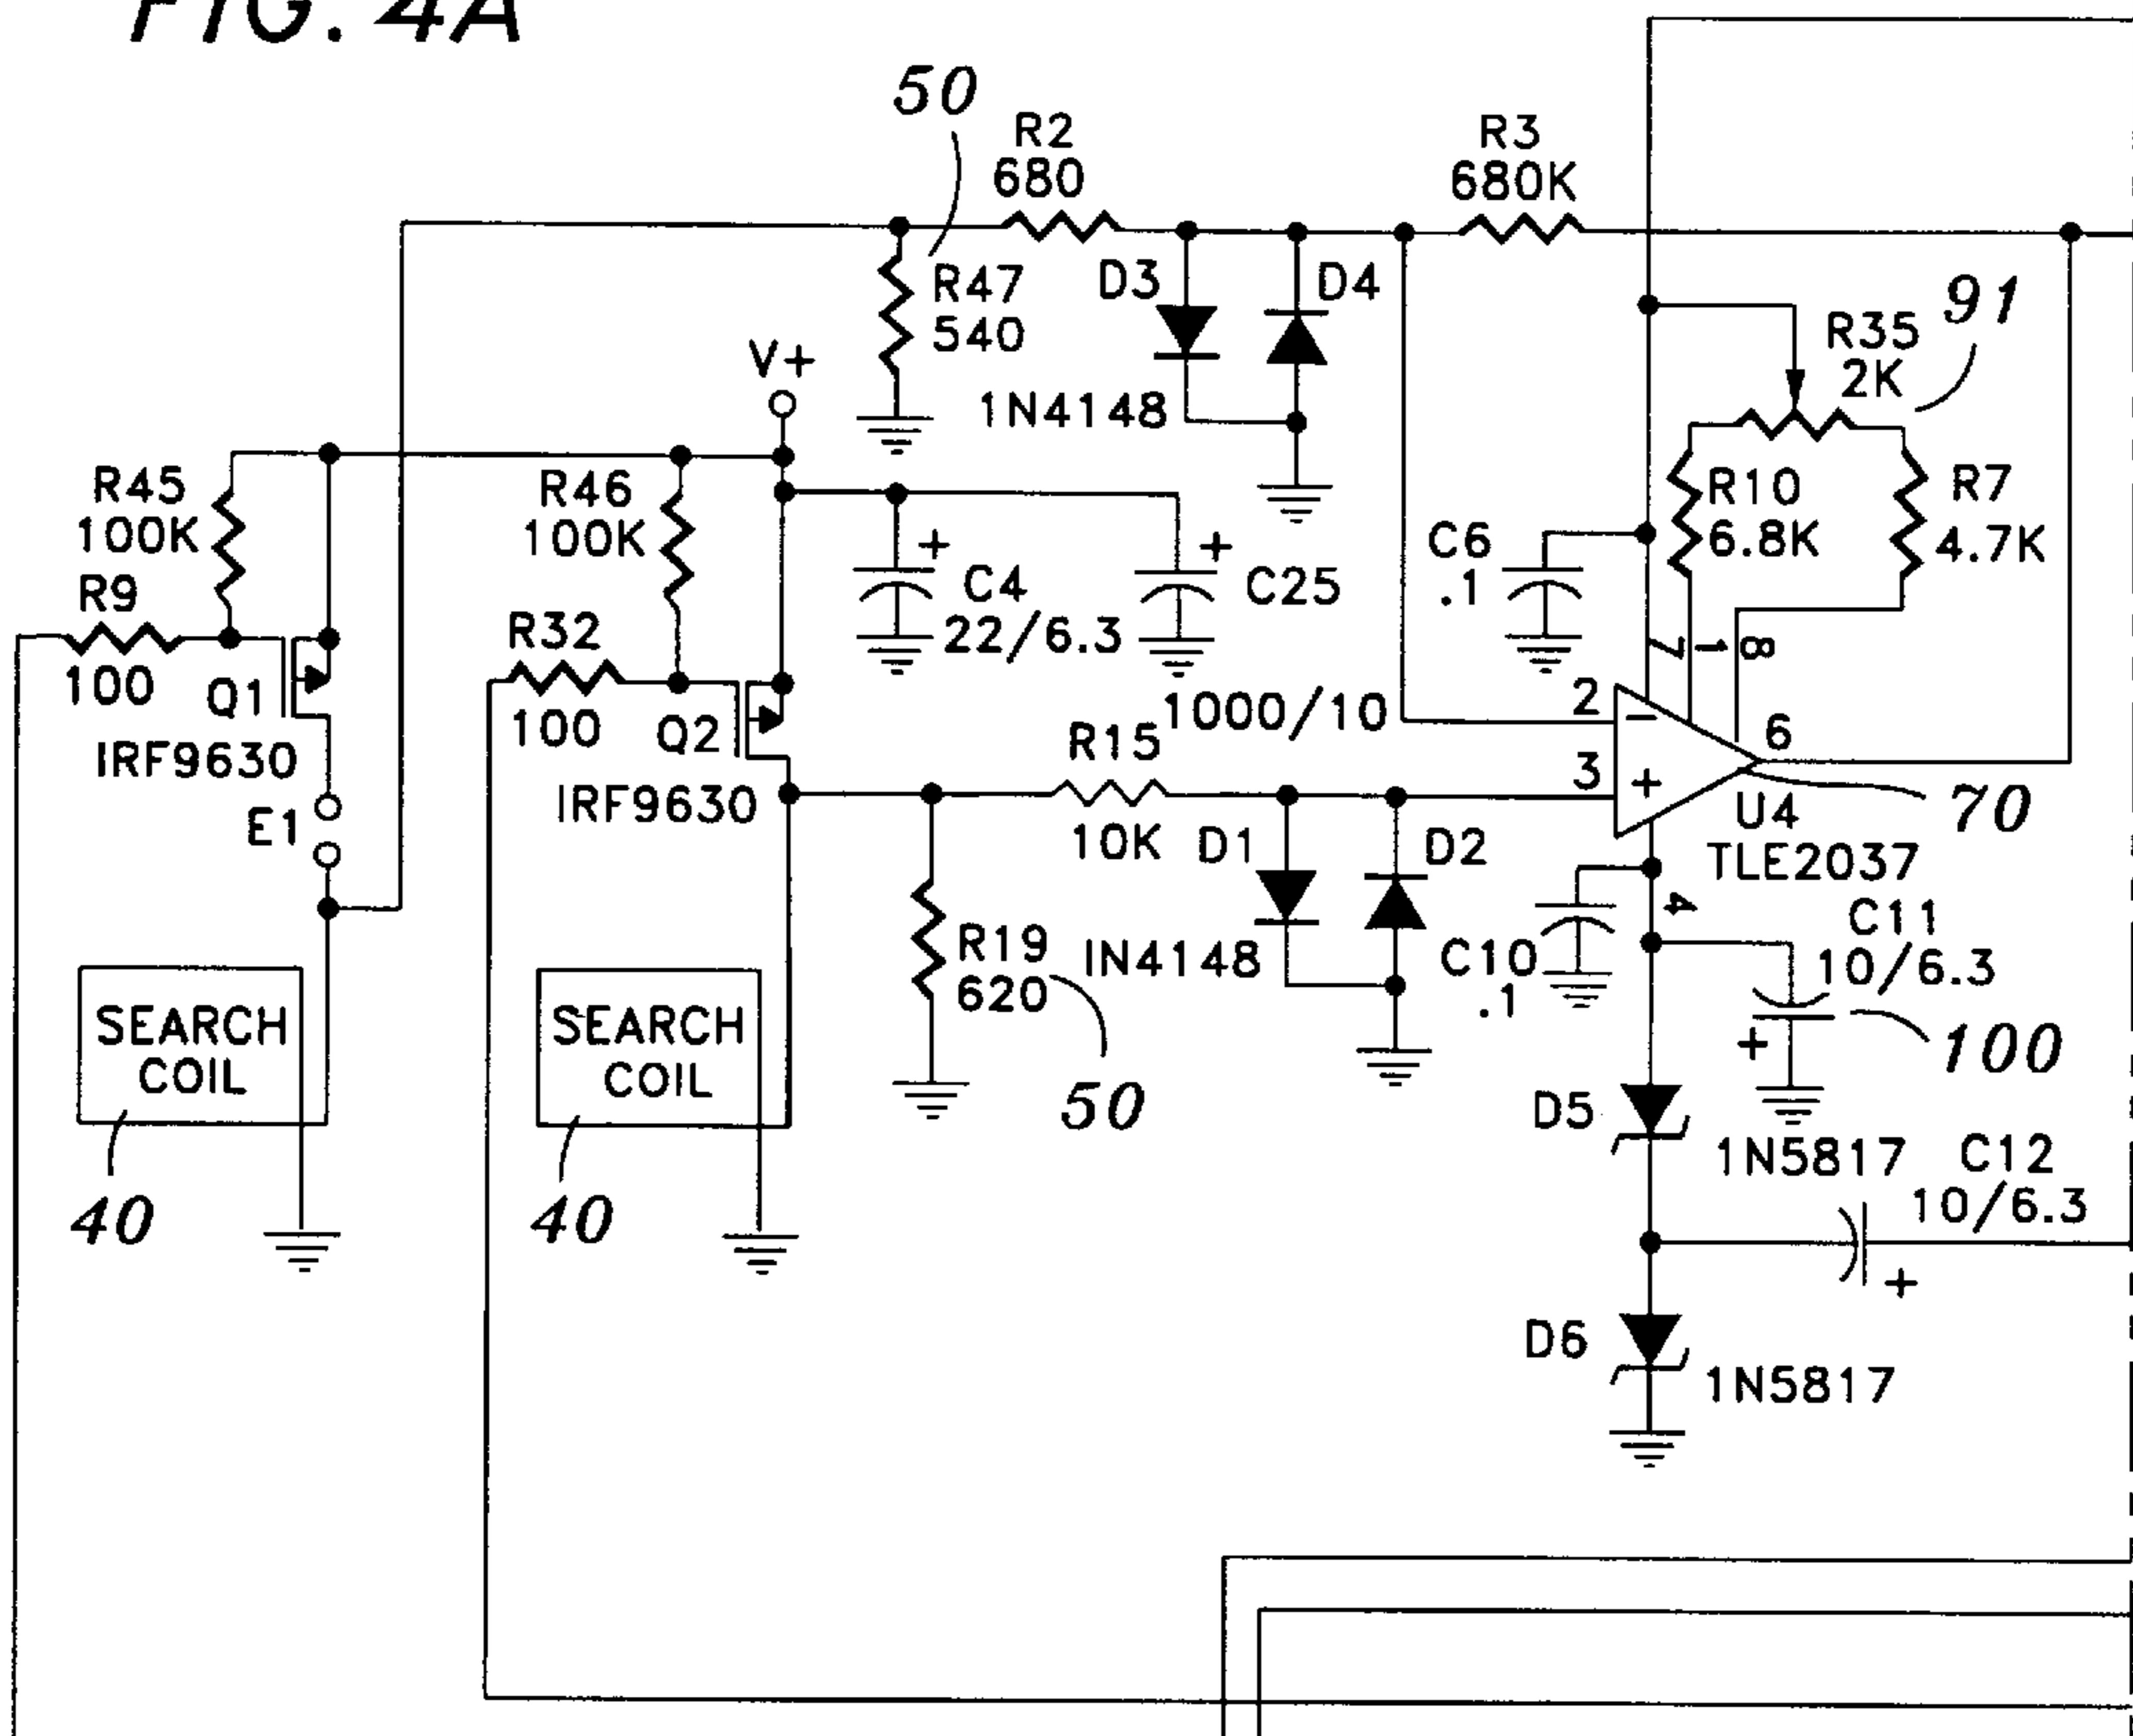 FIG. 4A
50
R2
680
R3
680K
R47
540
D3
D4
1N4148
91
R35
2K
V+
R45
100K
R46
100K
R10
6.8K
R7
4.7K
C6
.1
+
C4
22/6.3
+
C25
1000/10
R9
100
Q1
IRF9630
R32
100
Q2
IRF9630
7
1
8
2
−
3
+
6
70
U4
TLE2037
R15
10K
E1
D1
D2
IN4148
R19
620
50
4
C10
.1
C11
10/6.3
+
100
SEARCH
COIL
40
SEARCH
COIL
40
D5
1N5817
C12
10/6.3
+
D6
1N5817